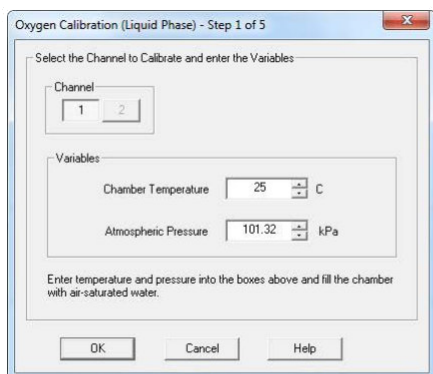 Oxygen Calibration (Liquid Phase) - Step 1 of 5
Select the Channel to Calibrate and enter the Variables
Channel
1 2
Variables
Chamber Temperature 25 C
Atmospheric Pressure 101.32 kPa
Enter temperature and pressure into the boxes above and fill the chamber
with air-saturated water.
OK Cancel Help